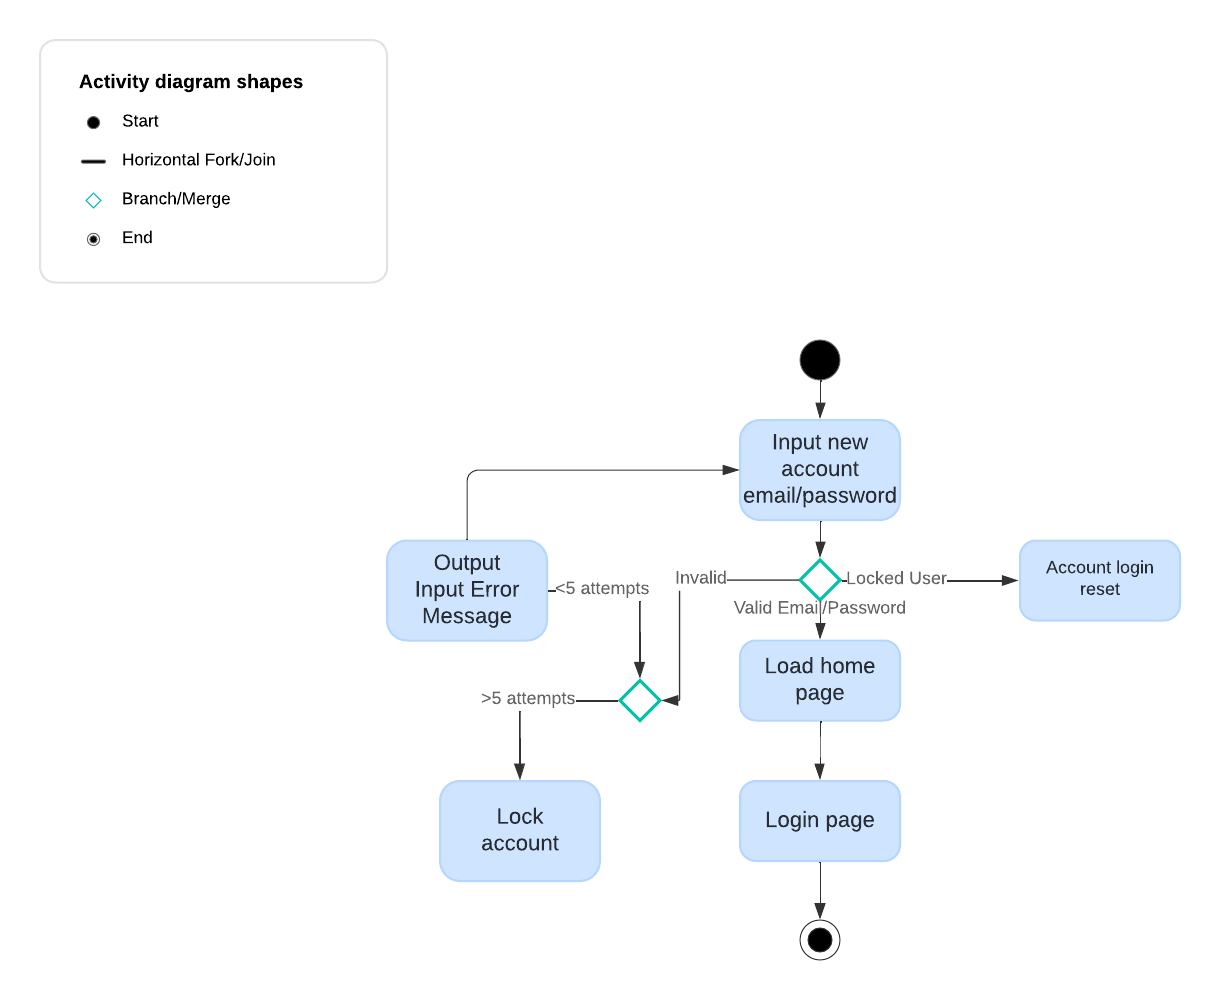 Activity diagram shapes
Start
Horizontal Fork/Join
Branch/Merge
End
Input new
account
email/password
Output
Input Error
Message
<5 attempts
Invalid
Locked User
Account login
reset
Valid Email/Password
Load home
page
>5 attempts
Lock
account
Login page